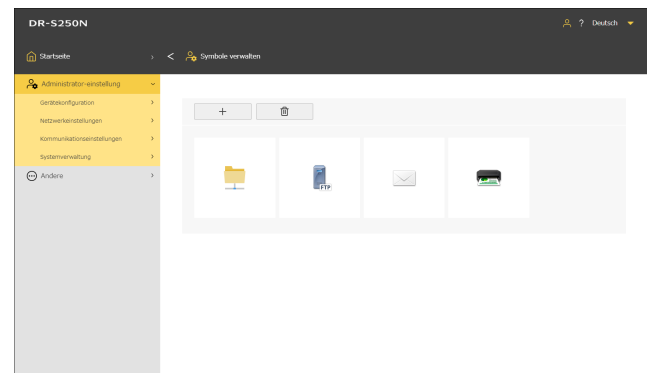 DR-S250N
? Deutsch
Startseite
< Symbole verwalten
Administrator-einstellung
Gerätekonfiguration
Netzwerkeinstellungen
Kommunikationseinstellungen
Systemverwaltung
Andere
+
FTP